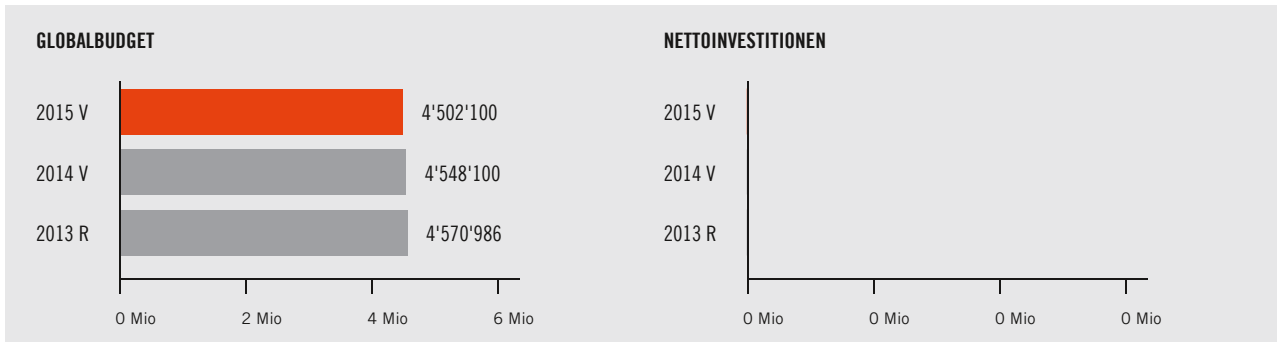 GLOBALBUDGET
2015 V 4'502'100
2014 V 4'548'100
2013 R 4'570'986
0 Mio 2 Mio 4 Mio 6 Mio
NETTOINVESTITIONEN
2015 V
2014 V
2013 R
0 Mio 0 Mio 0 Mio 0 Mio